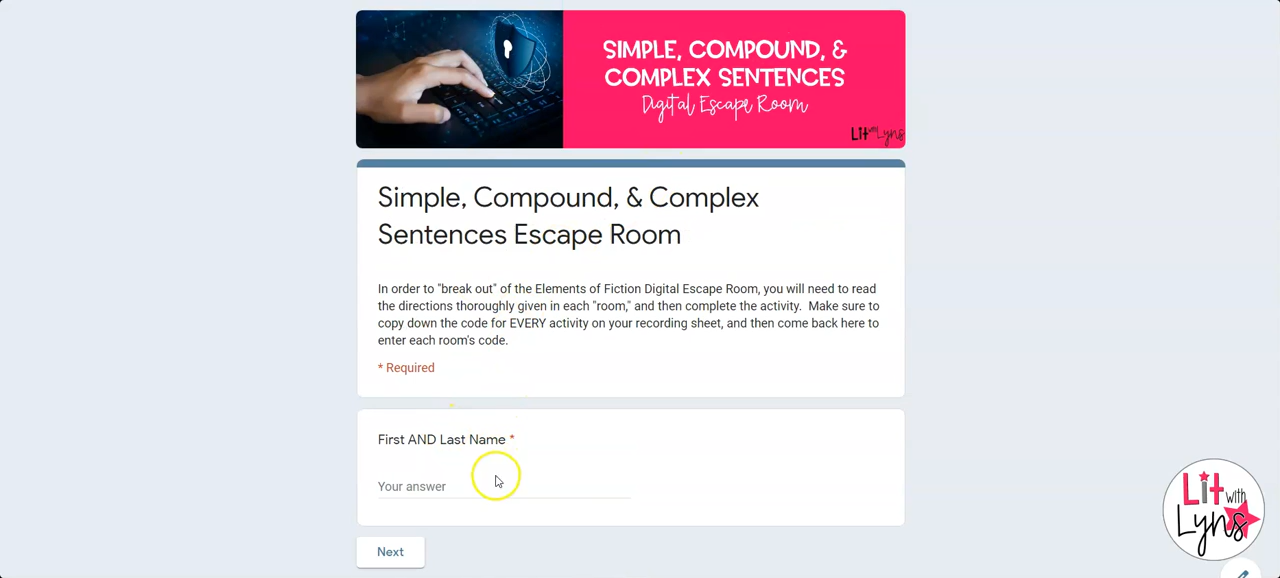 SIMPLE, COMPOUND, &
COMPLEX SENTENCES
Digital Escape Room
Lit with Lyns
Simple, Compound, & Complex
Sentences Escape Room
In order to "break out" of the Elements of Fiction Digital Escape Room, you will need to read
the directions thoroughly given in each "room," and then complete the activity.  Make sure to
copy down the code for EVERY activity on your recording sheet, and then come back here to
enter each room's code.
* Required
First AND Last Name *
Your answer
Next
Lit with
Lyns